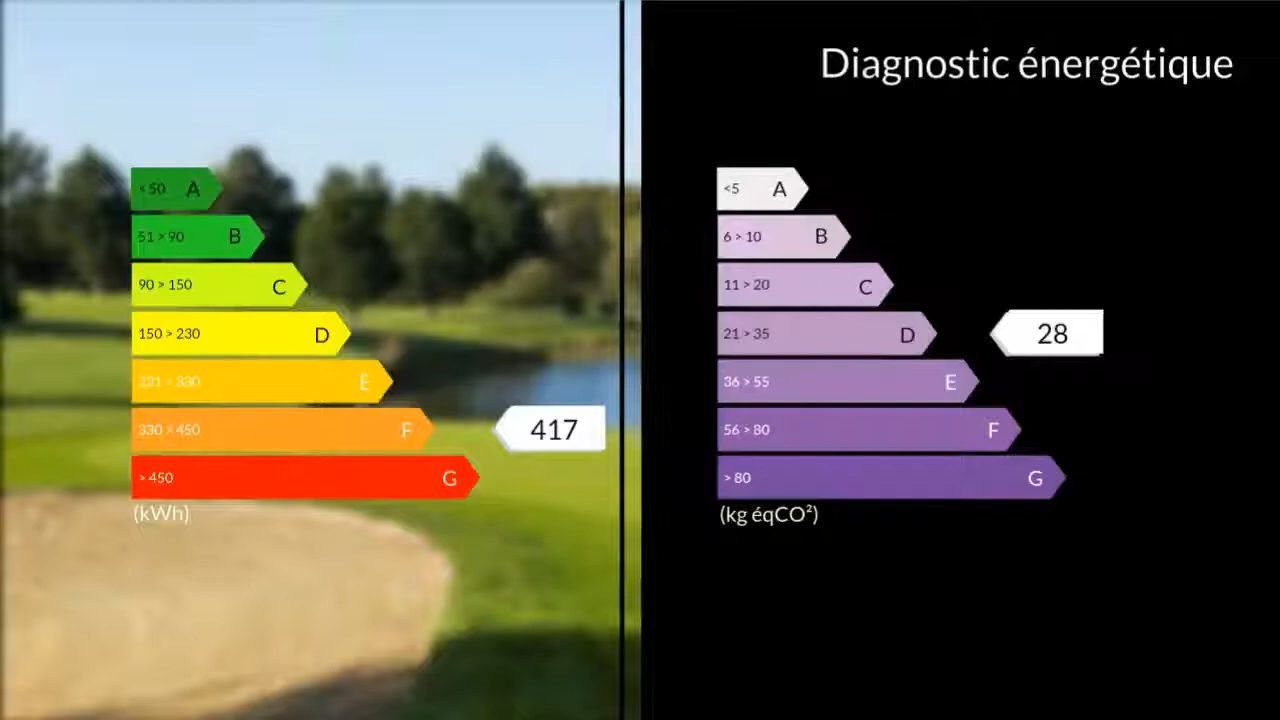 Diagnostic énergétique
< 50 A
51 > 90 B
90 > 150 C
150 > 230 D
231 > 330 E
330 > 450 F
417
> 450 G
(kWh)
<5 A
6 > 10 B
11 > 20 C
21 > 35 D
28
36 > 55 E
56 > 80 F
> 80 G
(kg éqCO²)